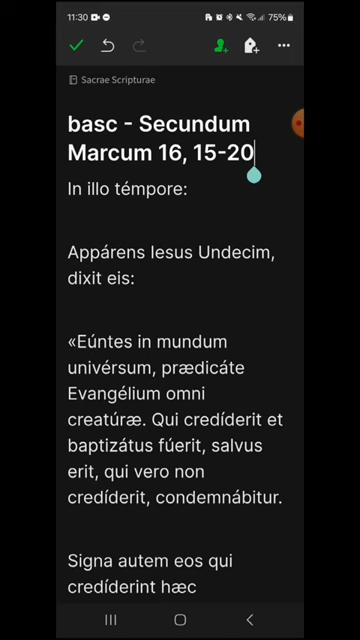 11:30
75%
Sacrae Scripturae
basc - Secundum
Marcum 16, 15-20
In illo témpore:
Appárens Iesus Undecim,
dixit eis:
«Eúntes in mundum
univérsum, prædicáte
Evangélium omni
creatúræ. Qui credíderit et
baptizátus fúerit, salvus
erit, qui vero non
credíderit, condemnábitur.
Signa autem eos qui
credíderint hæc